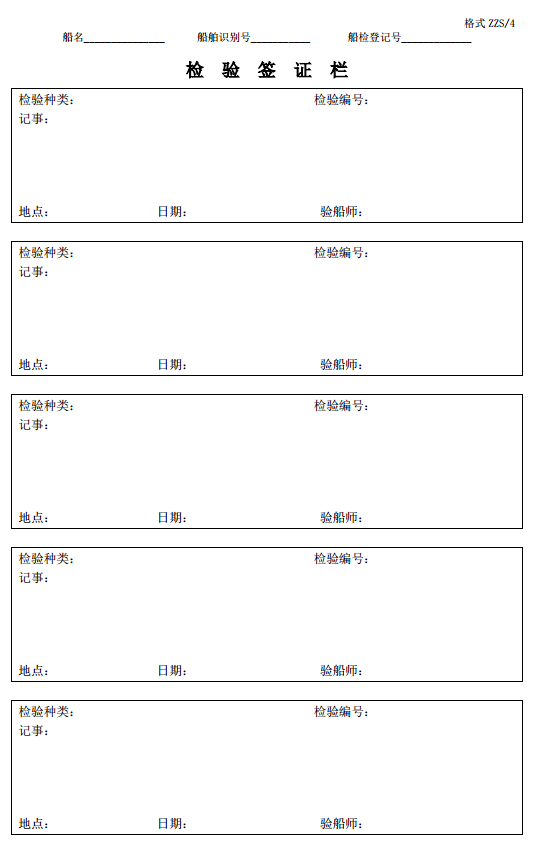 格式 ZZS/4
船名_______________ 船舶识别号___________ 船检登记号_____________
检 验 签 证 栏
检验种类： 检验编号：
记事：
地点： 日期： 验船师：
检验种类： 检验编号：
记事：
地点： 日期： 验船师：
检验种类： 检验编号：
记事：
地点： 日期： 验船师：
检验种类： 检验编号：
记事：
地点： 日期： 验船师：
检验种类： 检验编号：
记事：
地点： 日期： 验船师：